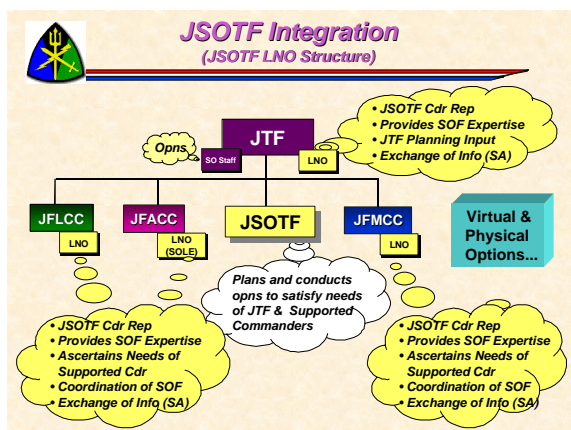 JSOTF Integration
(JSOTF LNO Structure)
• JSOTF Cdr Rep
• Provides SOF Expertise
• JTF Planning Input
• Exchange of Info (SA)
Opns
JTF
SO Staff
LNO
JFLCC
LNO
JFACC
LNO
(SOLE)
JSOTF
JFMCC
LNO
Virtual &
Physical
Options...
Plans and conducts
opns to satisfy needs
of JTF & Supported
Commanders
• JSOTF Cdr Rep
• Provides SOF Expertise
• Ascertains Needs of
Supported Cdr
• Coordination of SOF
• Exchange of Info (SA)
• JSOTF Cdr Rep
• Provides SOF Expertise
• Ascertains Needs of
Supported Cdr
• Coordination of SOF
• Exchange of Info (SA)